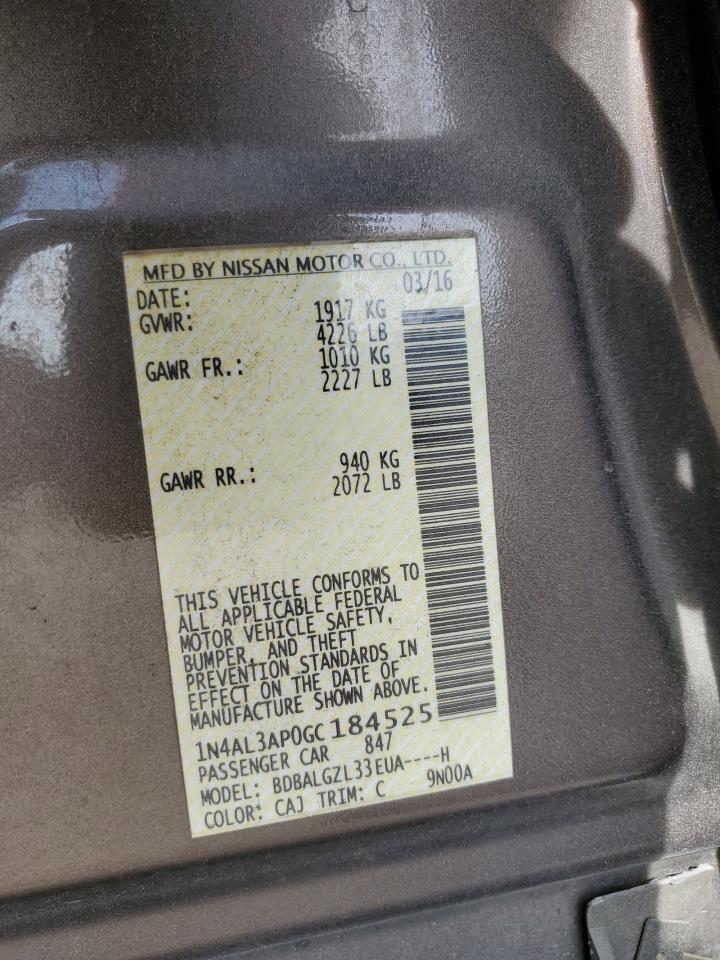 MFD BY NISSAN MOTOR CO., LTD.
DATE: 03/16
GVWR: 1917 KG
4226 LB
GAWR FR.: 1010 KG
2227 LB
GAWR RR.: 940 KG
2072 LB
THIS VEHICLE CONFORMS TO
ALL APPLICABLE FEDERAL
MOTOR VEHICLE SAFETY,
BUMPER, AND THEFT
PREVENTION STANDARDS IN
EFFECT ON THE DATE OF
MANUFACTURE SHOWN ABOVE.
1N4AL3AP0GC184525
PASSENGER CAR 847
MODEL: BDBALGZL33EUA----H
COLOR: CAJ TRIM: C 9N00A